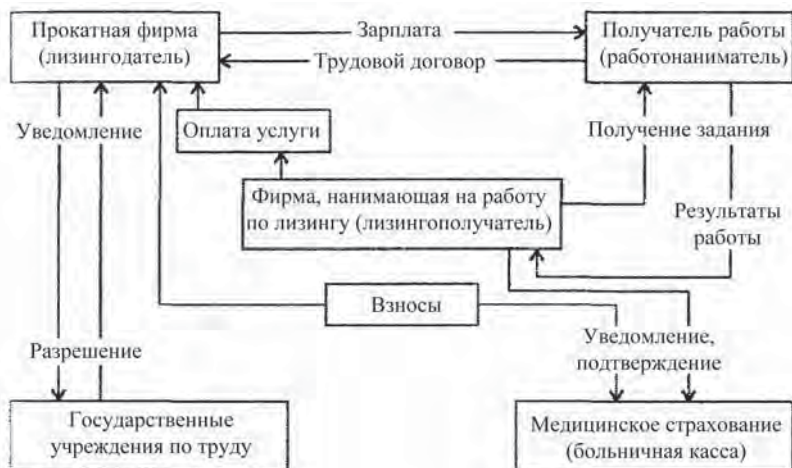 Прокатная фирма
(лизингодатель)
Зарплата
Трудовой договор
Получатель работы
(работонаниматель)
Уведомление
Оплата услуги
Получение задания
Фирма, нанимающая на работу
по лизингу (лизингополучатель)
Результаты
работы
Взносы
Разрешение
Уведомление,
подтверждение
Государственные
учреждения по труду
Медицинское страхование
(больничная касса)